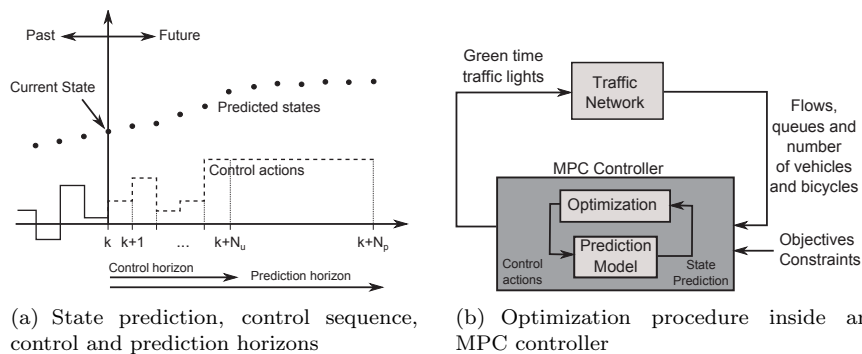 Past
Future
Current State
Predicted states
Control actions
k
k+1
...
k+Nᵤ
k+Nₚ
Control horizon
Prediction horizon
(a) State prediction, control sequence,
control and prediction horizons
Green time
traffic lights
Traffic
Network
Flows,
queues and
number
of vehicles
and bicycles
MPC Controller
Optimization
Prediction
Model
Control
actions
State
Prediction
Objectives
Constraints
(b) Optimization procedure inside an
MPC controller